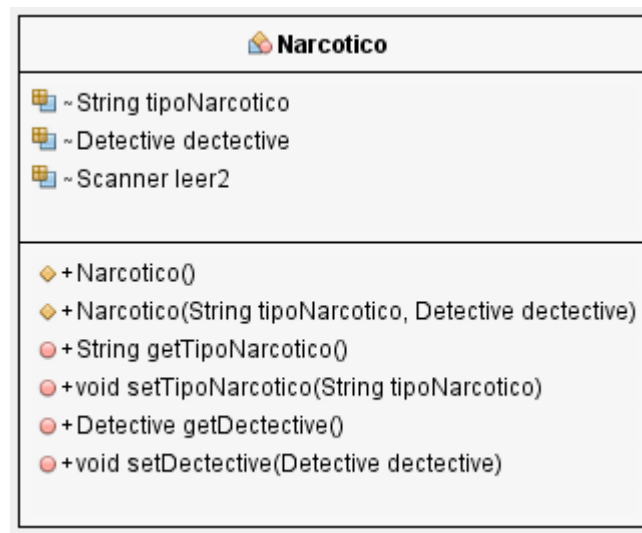 Narcotico
~String tipoNarcotico
~Detective dectective
~Scanner leer2
+Narcotico()
+Narcotico(String tipoNarcotico, Detective dectective)
+String getTipoNarcotico()
+void setTipoNarcotico(String tipoNarcotico)
+Detective getDectective()
+void setDectective(Detective dectective)